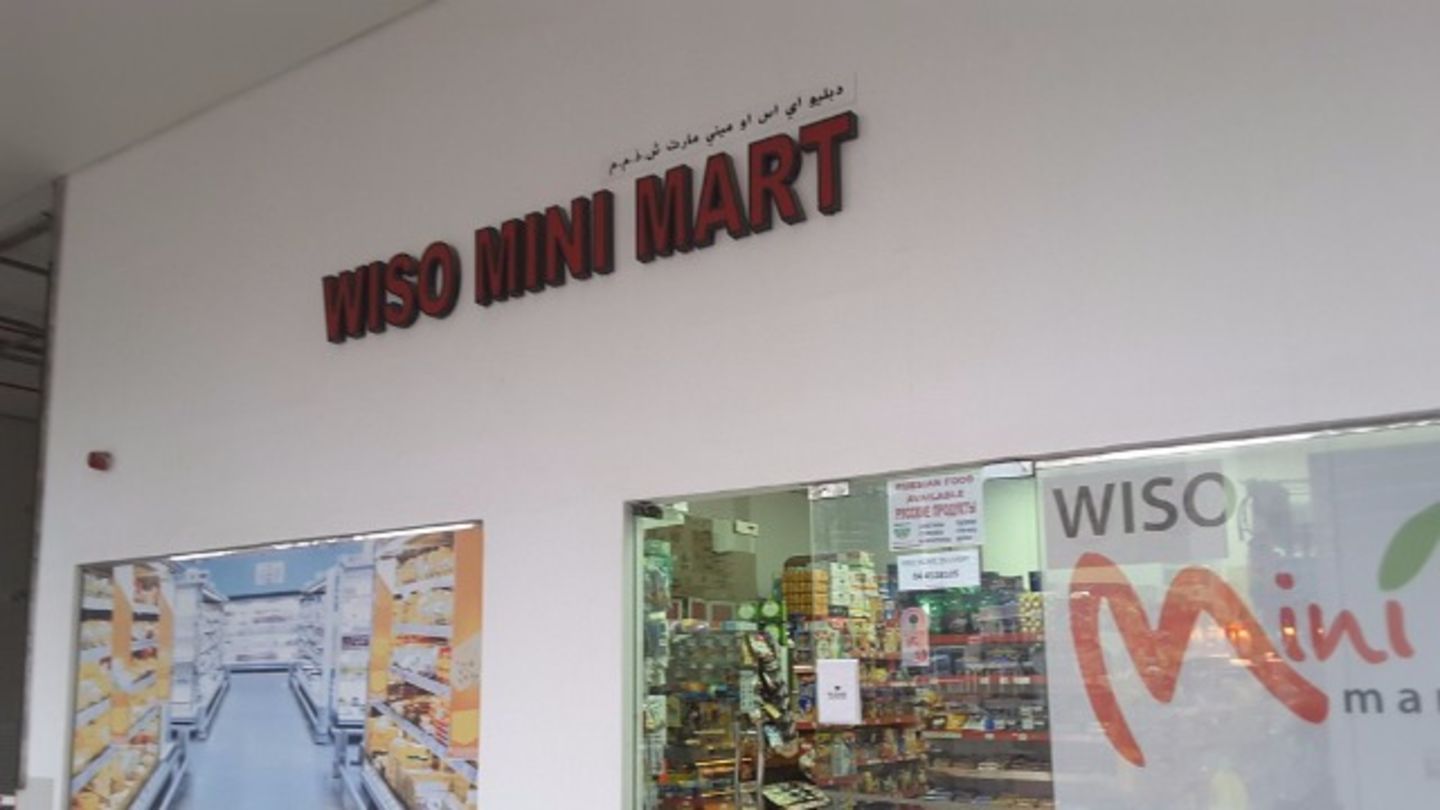 دبليو اي اس او ميني مارت ش.ذ.م.م
WISO MINI MART
RUSSIAN FOOD
AVAILABLE
РУССКИЕ ПРОДУКТЫ
WISO
Mini
mar